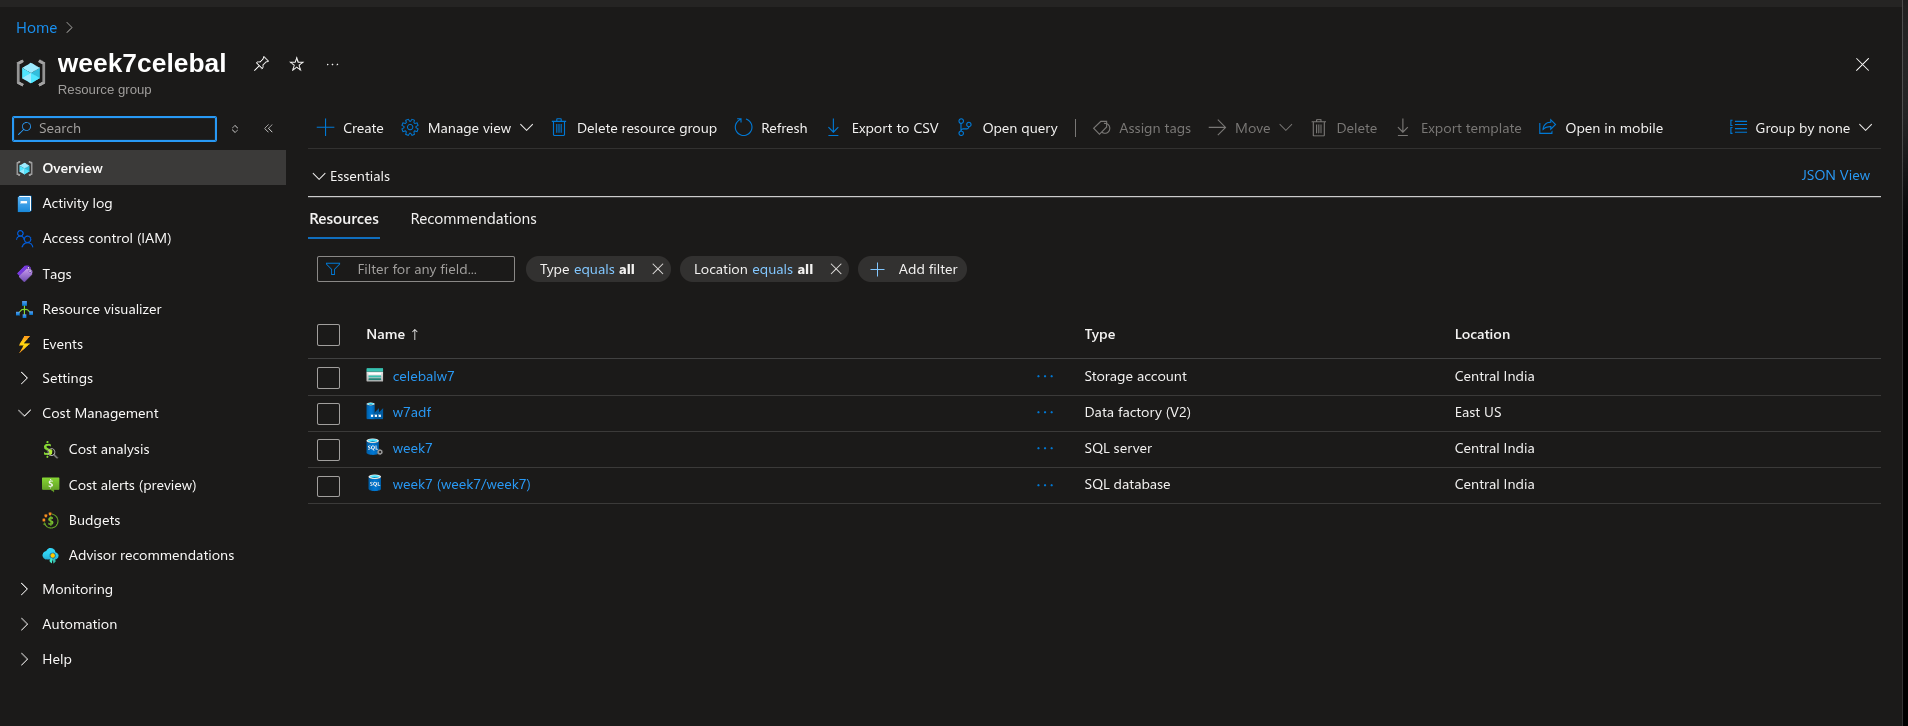 Home
week7celebal
Resource group
Search
Create Manage view Delete resource group Refresh Export to CSV Open query Assign tags Move Delete Export template Open in mobile Group by none
Overview
Activity log
Access control (IAM)
Tags
Resource visualizer
Events
Settings
Cost Management
Cost analysis
Cost alerts (preview)
Budgets
Advisor recommendations
Monitoring
Automation
Help
Essentials JSON View
Resources Recommendations
Filter for any field... Type equals all Location equals all Add filter
Name ↑ Type Location
celebalw7 ... Storage account Central India
w7adf ... Data factory (V2) East US
week7 ... SQL server Central India
week7 (week7/week7) ... SQL database Central India